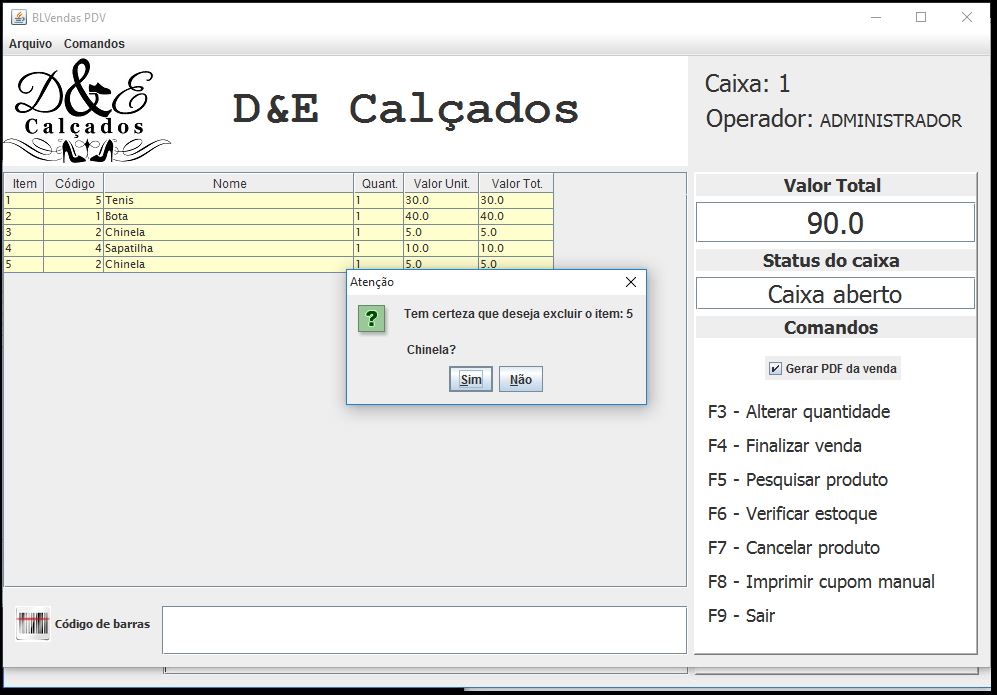 BLVendas PDV
Arquivo Comandos
D&E
Calçados
D&E Calçados
Caixa: 1
Operador: ADMINISTRADOR
Item Código Nome Quant. Valor Unit. Valor Tot.
1 5 Tenis 1 30.0 30.0
2 1 Bota 1 40.0 40.0
3 2 Chinela 1 5.0 5.0
4 4 Sapatilha 1 10.0 10.0
5 2 Chinela 1 5.0 5.0
Atenção
?
Tem certeza que deseja excluir o item: 5
Chinela?
Sim Não
Valor Total
90.0
Status do caixa
Caixa aberto
Comandos
Gerar PDF da venda
F3 - Alterar quantidade
F4 - Finalizar venda
F5 - Pesquisar produto
F6 - Verificar estoque
F7 - Cancelar produto
F8 - Imprimir cupom manual
F9 - Sair
Código de barras